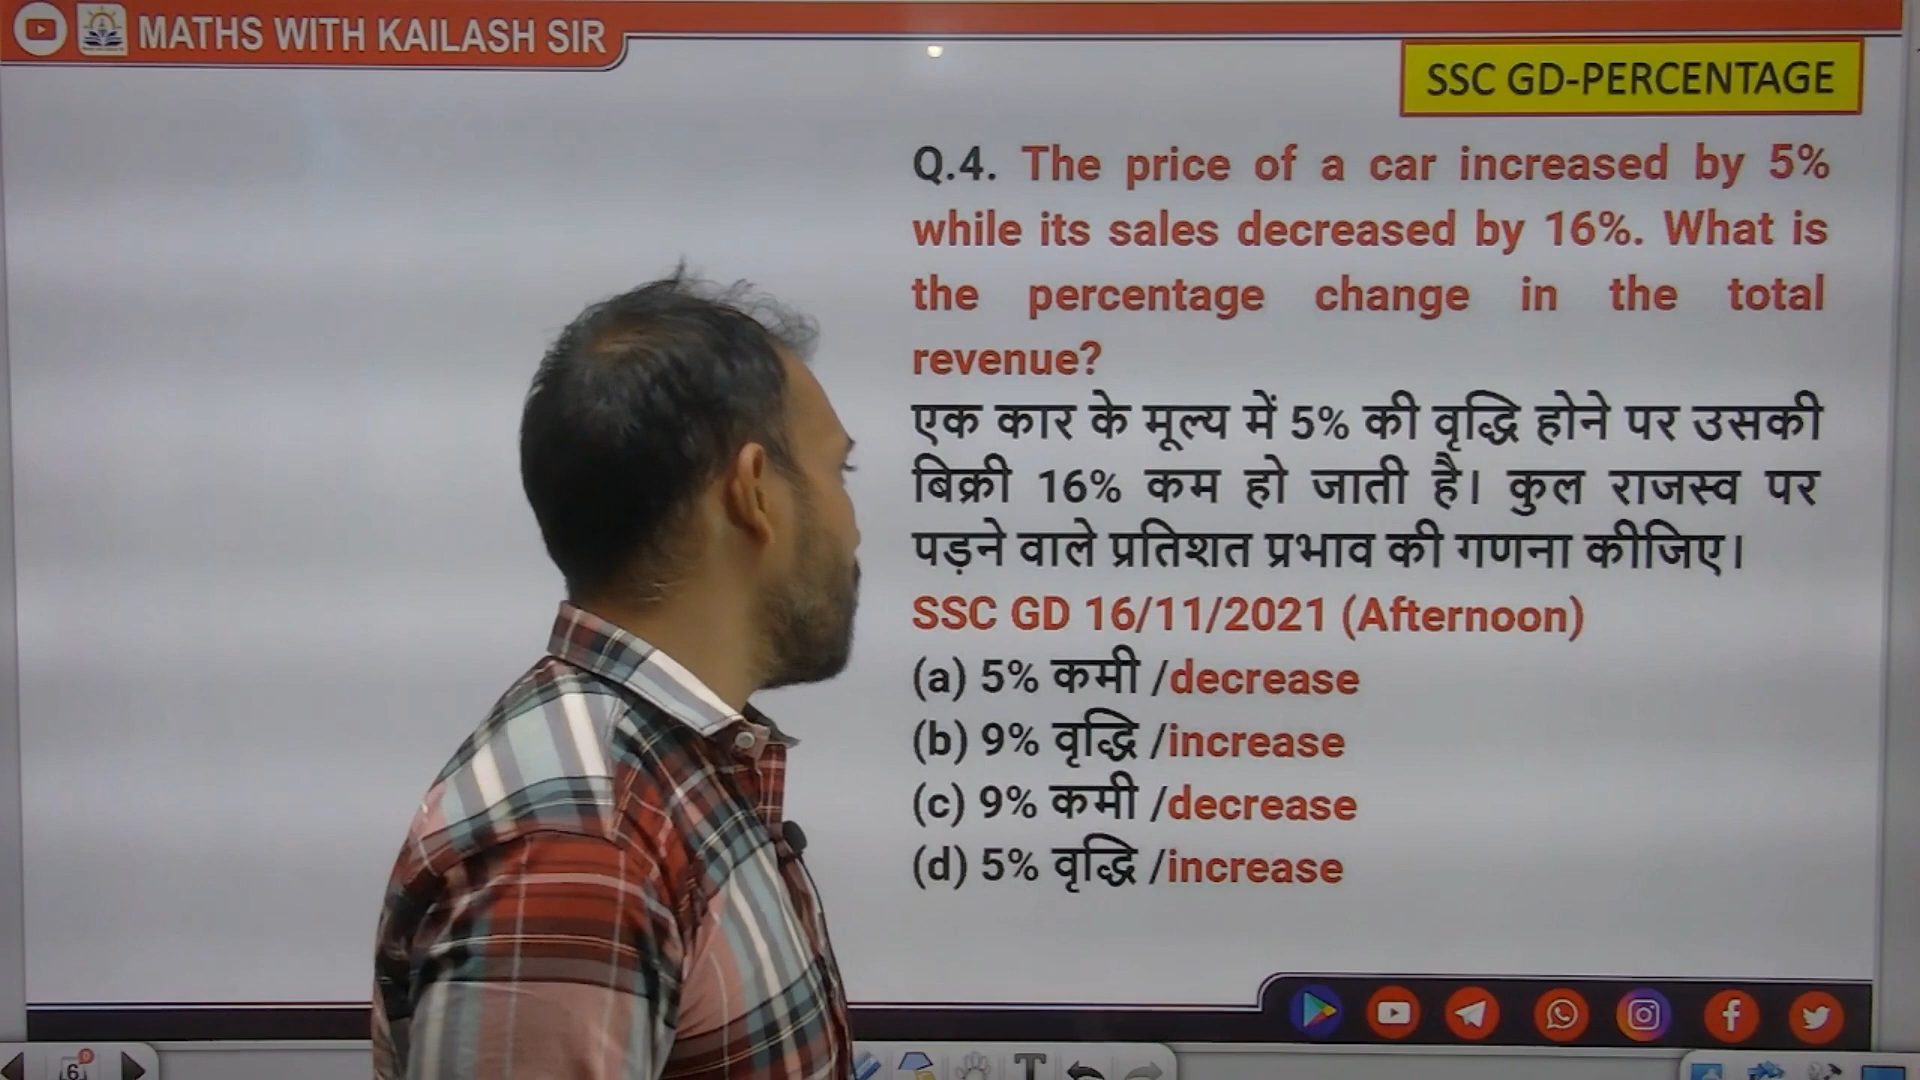 MATHS WITH KAILASH SIR
SSC GD-PERCENTAGE
Q.4. The price of a car increased by 5%
while its sales decreased by 16%. What is
the percentage change in the total
revenue?
एक कार के मूल्य में 5% की वृद्धि होने पर उसकी
बिक्री 16% कम हो जाती है। कुल राजस्व पर
पड़ने वाले प्रतिशत प्रभाव की गणना कीजिए।
SSC GD 16/11/2021 (Afternoon)
(a) 5% कमी /decrease
(b) 9% वृद्धि /increase
(c) 9% कमी /decrease
(d) 5% वृद्धि /increase
6
T